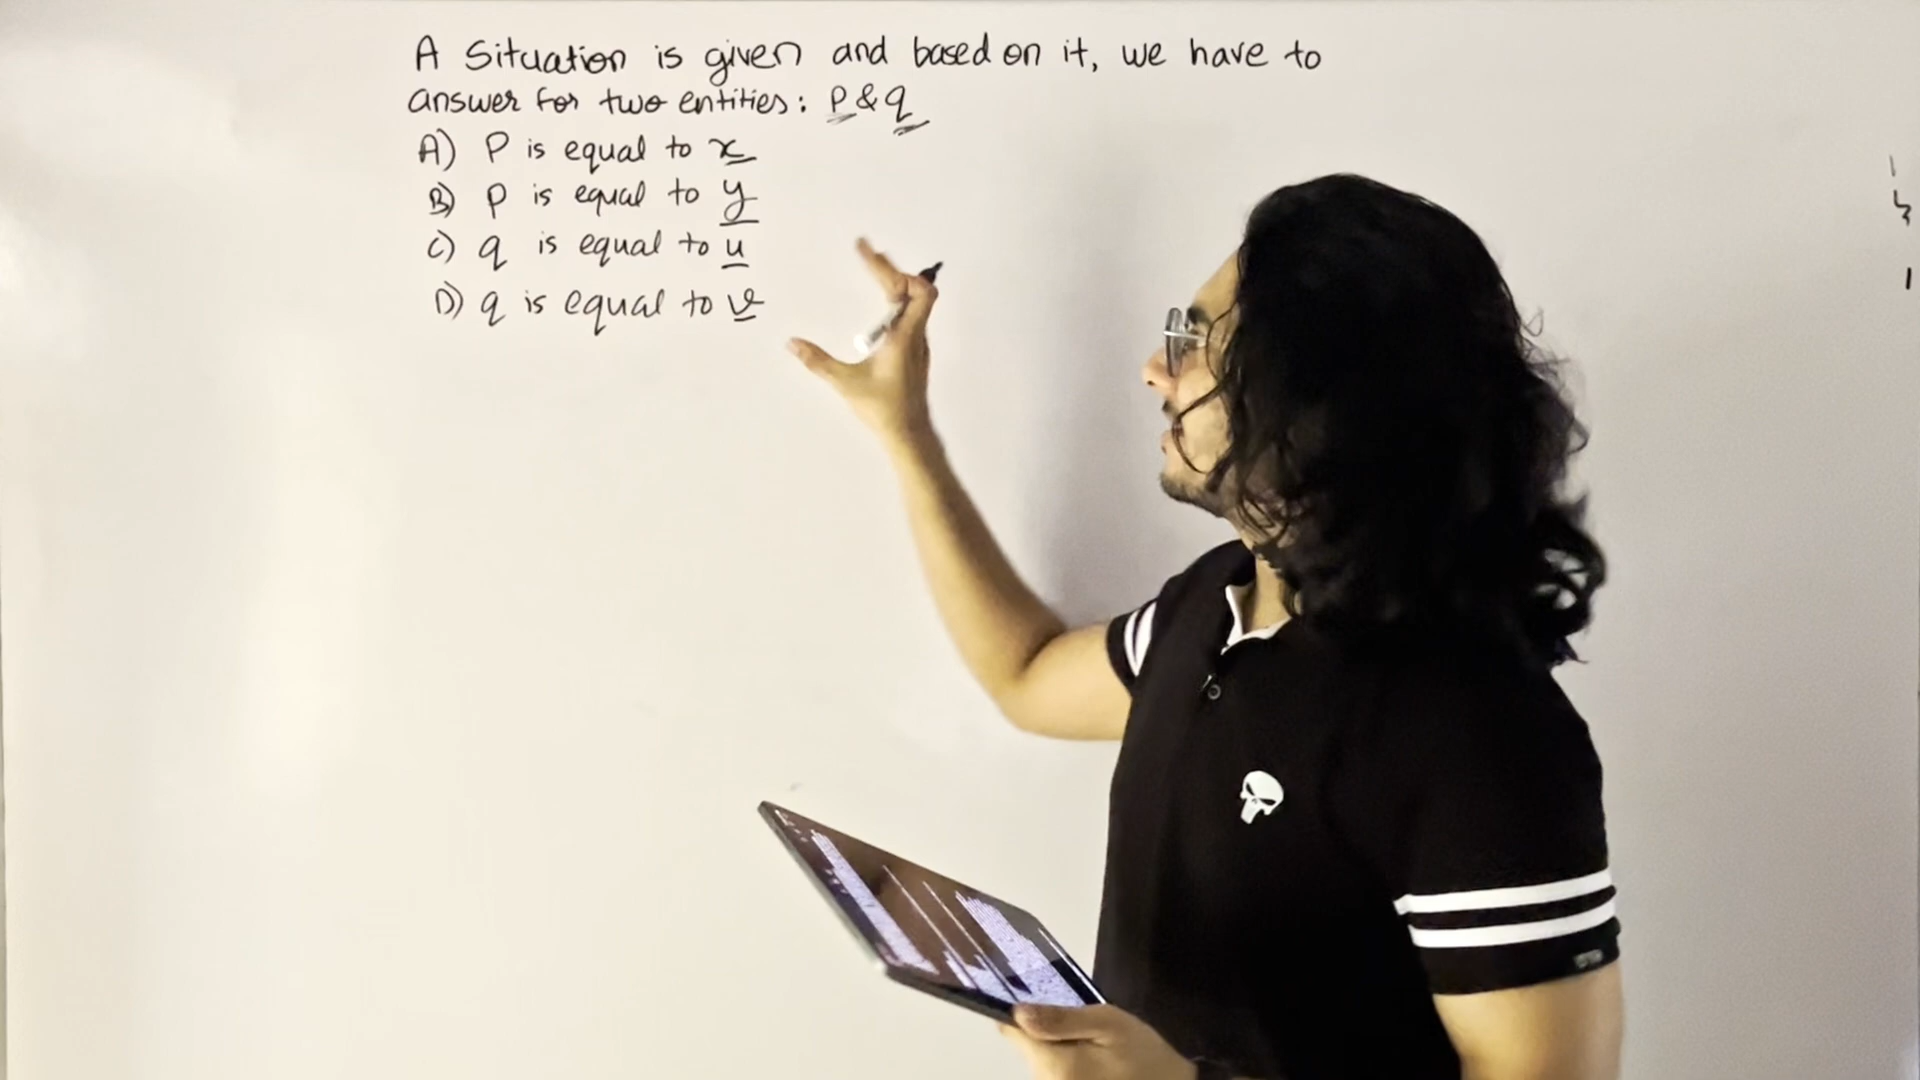 A Situation is given and based on it, we have to
answer for two entities: P & q
A) P is equal to x
B) P is equal to y
C) q is equal to u
D) q is equal to v